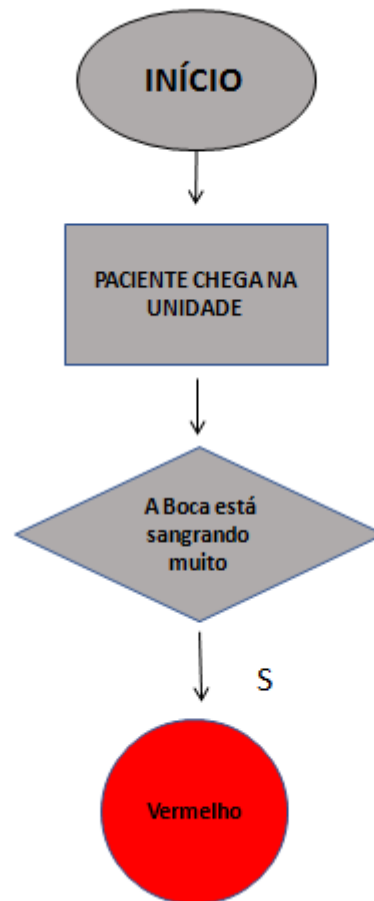 INÍCIO
PACIENTE CHEGA NA
UNIDADE
A Boca está
sangrando
muito
S
Vermelho